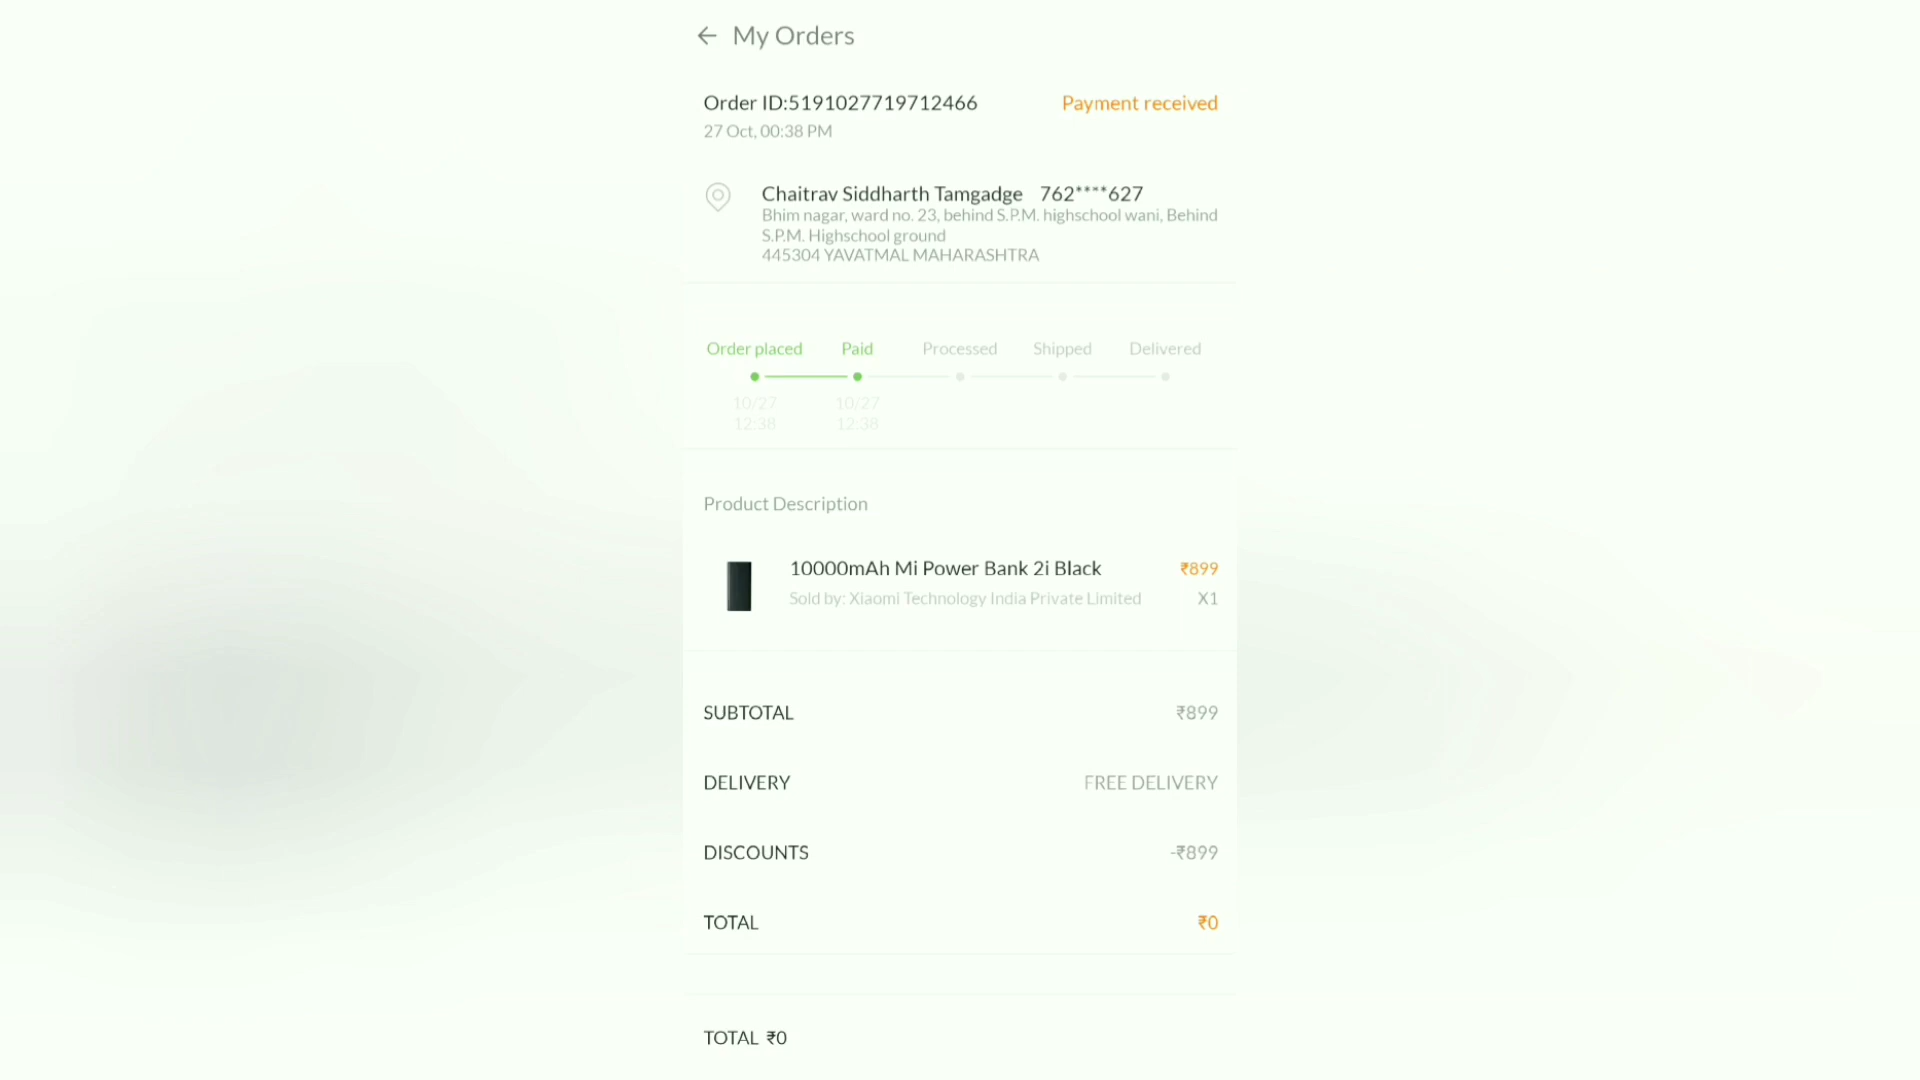 My Orders
Order ID:5191027719712466 Payment received
27 Oct, 00:38 PM
Chaitrav Siddharth Tamgadge 762****627
Bhim nagar, ward no. 23, behind S.P.M. highschool wani, Behind
S.P.M. Highschool ground
445304 YAVATMAL MAHARASHTRA
Order placed Paid Processed Shipped Delivered
10/27 10/27
12:38 12:38
Product Description
10000mAh Mi Power Bank 2i Black ₹899
Sold by: Xiaomi Technology India Private Limited X1
SUBTOTAL ₹899
DELIVERY FREE DELIVERY
DISCOUNTS -₹899
TOTAL ₹0
TOTAL ₹0